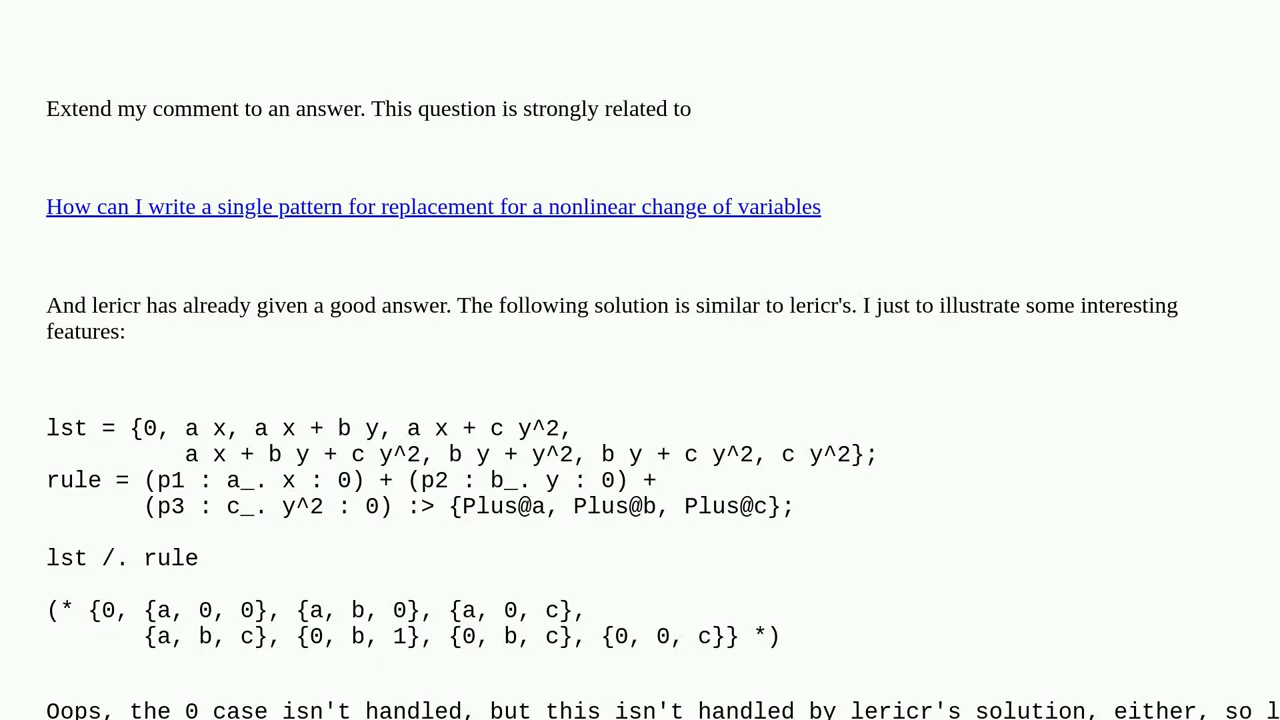 Extend my comment to an answer. This question is strongly related to
How can I write a single pattern for replacement for a nonlinear change of variables
And lericr has already given a good answer. The following solution is similar to lericr's. I just to illustrate some interesting
features:
lst = {0, a x, a x + b y, a x + c y^2,
          a x + b y + c y^2, b y + y^2, b y + c y^2, c y^2};
rule = (p1 : a_. x : 0) + (p2 : b_. y : 0) +
       (p3 : c_. y^2 : 0) :> {Plus@a, Plus@b, Plus@c};
lst /. rule
(* {0, {a, 0, 0}, {a, b, 0}, {a, 0, c},
       {a, b, c}, {0, b, 1}, {0, b, c}, {0, 0, c}} *)
Oops, the 0 case isn't handled, but this isn't handled by lericr's solution, either, so